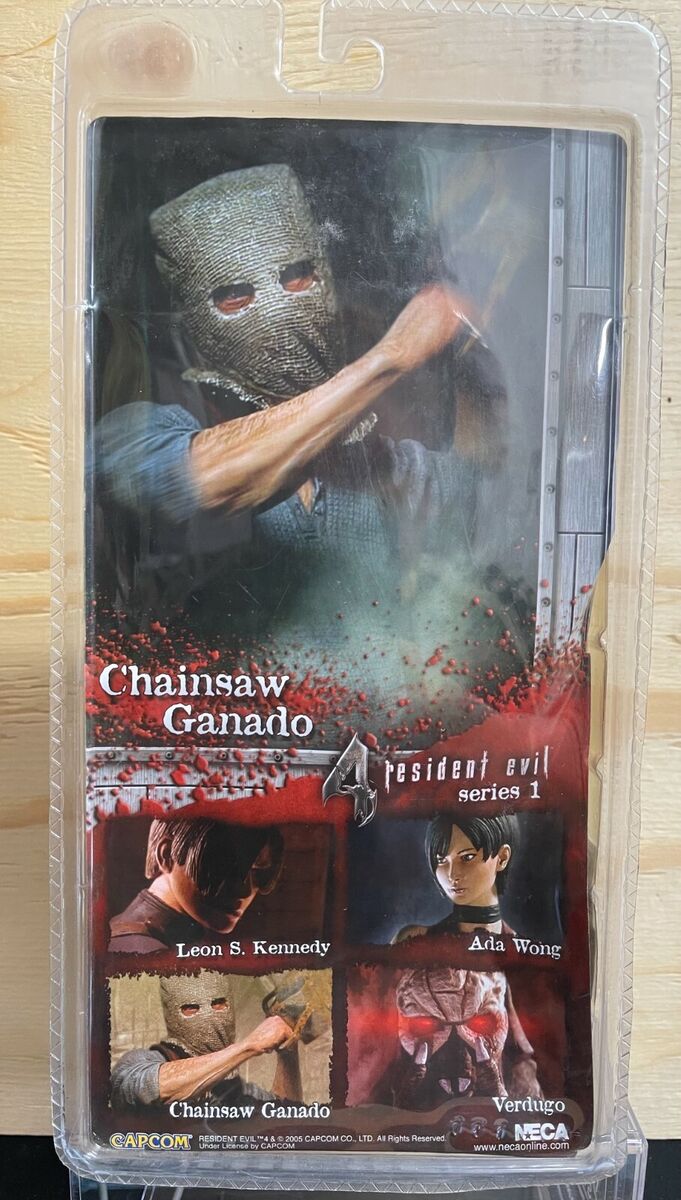 Chainsaw
Ganado
4 resident evil
series 1
Leon S. Kennedy
Ada Wong
Chainsaw Ganado
Verdugo
CAPCOM
RESIDENT EVIL™4 & © 2005 CAPCOM CO., LTD. All Rights Reserved.
Under License by CAPCOM
NECA
www.necaonline.com